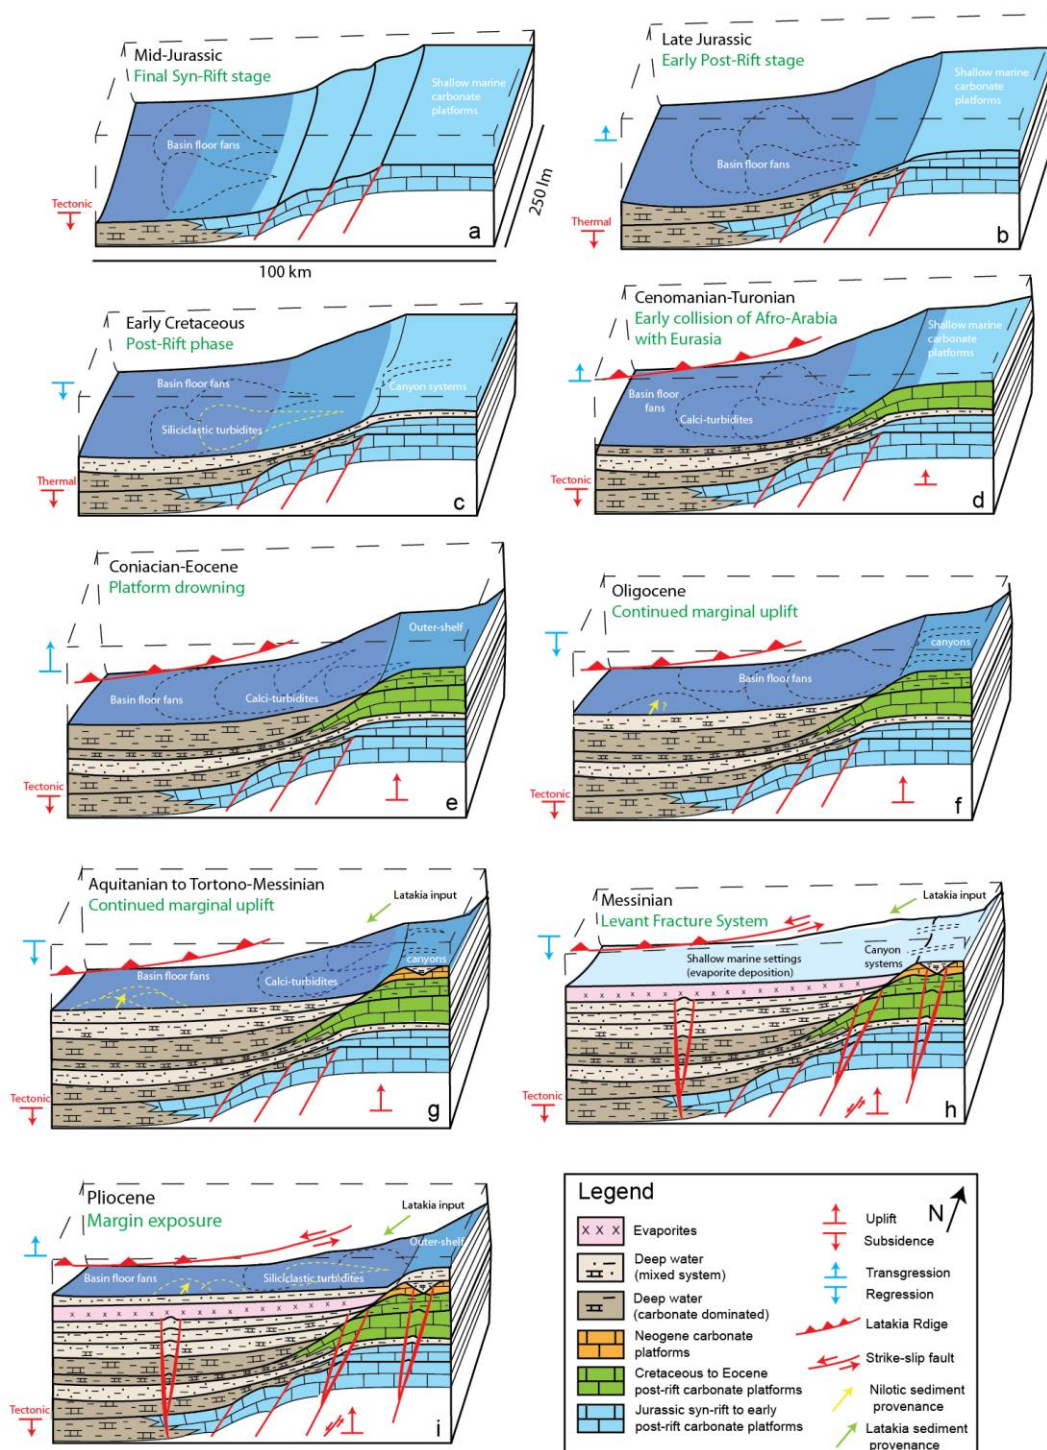 Mid-Jurassic
Final Syn-Rift stage
Shallow marine
carbonate
platforms
Basin floor fans
Tectonic
a
250 lm
100 km
Late Jurassic
Early Post-Rift stage
Shallow marine
carbonate
platforms
Basin floor fans
Thermal
b
Early Cretaceous
Post-Rift phase
Basin floor fans
Canyon systems
Siliciclastic turbidites
Thermal
c
Cenomanian-Turonian
Early collision of Afro-Arabia
with Eurasia
Shallow marine
carbonate
platforms
Basin floor
fans
Calci-turbidites
Tectonic
d
Coniacian-Eocene
Platform drowning
Outer-shelf
Basin floor fans
Calci-turbidites
Tectonic
e
Oligocene
Continued marginal uplift
canyons
Basin floor fans
?
Tectonic
f
Aquitanian to Tortono-Messinian
Continued marginal uplift
Latakia input
canyons
Basin floor fans
Calci-turbidites
Tectonic
g
Messinian
Levant Fracture System
Latakia input
Shallow marine settings
(evaporite deposition)
Canyon
systems
x x x x x x x x x x x x x
Tectonic
h
Pliocene
Margin exposure
Latakia input
Outer-shelf
Basin floor fans
Siliciclastic turbidites
x x x x x x x x x x x x
Tectonic
i
Legend
N
x x x
Evaporites
Deep water
(mixed system)
Deep water
(carbonate dominated)
Neogene carbonate
platforms
Cretaceous to Eocene
post-rift carbonate platforms
Jurassic syn-rift to early
post-rift carbonate platforms
Uplift
Subsidence
Transgression
Regression
Latakia Rdige
Strike-slip fault
Nilotic sediment
provenance
Latakia sediment
provenance